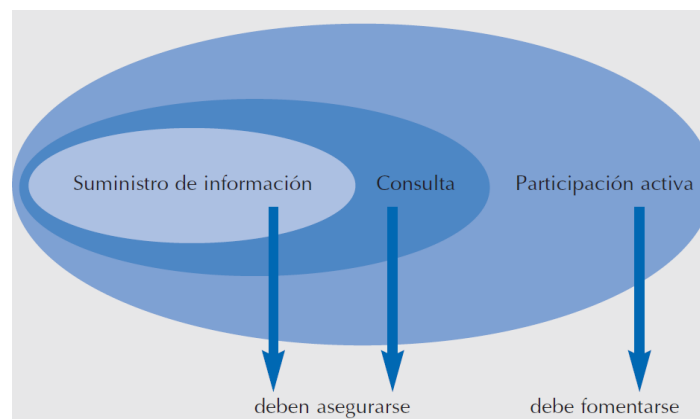 Suministro de información Consulta Participación activa
deben asegurarse debe fomentarse